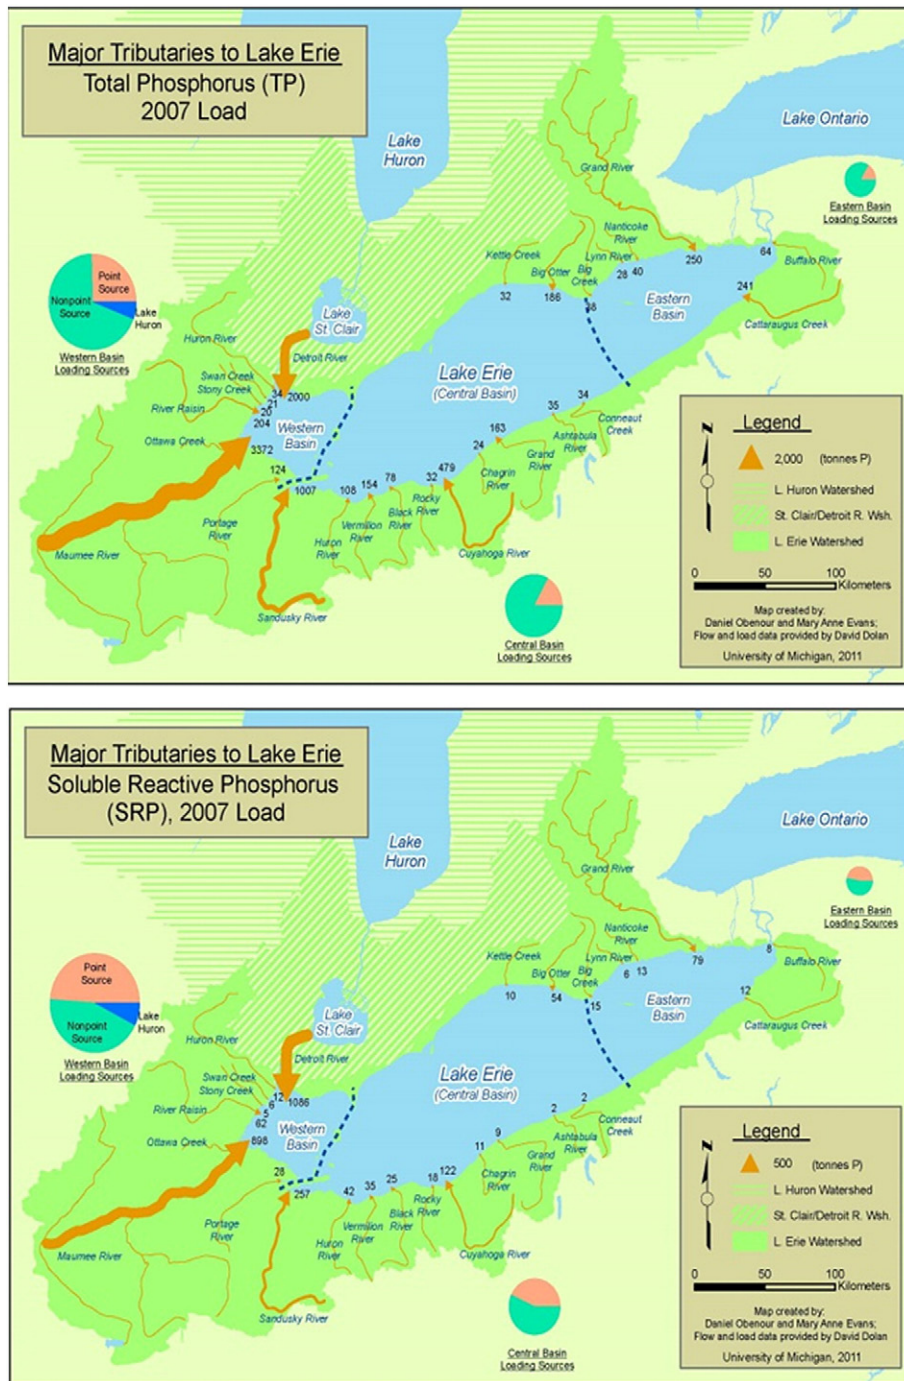 Major Tributaries to Lake Erie
Total Phosphorus (TP)
2007 Load
Lake
Huron
Lake Ontario
Grand River
Eastern Basin
Loading Sources
Nanticoke
River
Kettle Creek
Lynn River
Big Otter
Big
Creek
28
40
250
64
Buffalo River
32
186
38
Eastern
Basin
241
Cattaraugus Creek
Point
Source
Nonpoint
Source
Lake
Huron
Western Basin
Loading Sources
Lake
St. Clair
Huron River
Detroit River
Swan Creek
Stony Creek
34
2000
21
20
River Raisin
204
Ottawa Creek
3372
Western
Basin
Lake Erie
(Central Basin)
124
1007
108
154
78
32
479
24
163
35
34
Conneaut
Creek
Ashtabula
River
Grand
River
Chagrin
River
Rocky
River
Black
River
Vermilion
River
Huron
River
Portage
River
Maumee River
Cuyahoga River
Sandusky River
Central Basin
Loading Sources
Legend
N
2,000 (tonnes P)
L. Huron Watershed
St. Clair/Detroit R. Wsh.
L. Erie Watershed
0 50 100
Kilometers
Map created by:
Daniel Obenour and Mary Anne Evans;
Flow and load data provided by David Dolan
University of Michigan, 2011
Major Tributaries to Lake Erie
Soluble Reactive Phosphorus
(SRP), 2007 Load
Lake
Huron
Lake Ontario
Grand River
Eastern Basin
Loading Sources
Nanticoke
River
Kettle Creek
Lynn River
Big Otter
Big
Creek
6
13
79
8
Buffalo River
10
54
15
Eastern
Basin
12
Cattaraugus Creek
Point
Source
Nonpoint
Source
Lake
Huron
Western Basin
Loading Sources
Lake
St. Clair
Huron River
Detroit River
Swan Creek
Stony Creek
12
1086
6
5
River Raisin
62
Ottawa Creek
898
Western
Basin
Lake Erie
(Central Basin)
28
257
42
35
25
18
122
11
9
2
2
Conneaut
Creek
Ashtabula
River
Grand
River
Chagrin
River
Rocky
River
Black
River
Vermilion
River
Huron
River
Portage
River
Maumee River
Cuyahoga River
Sandusky River
Central Basin
Loading Sources
Legend
N
500 (tonnes P)
L. Huron Watershed
St. Clair/Detroit R. Wsh.
L. Erie Watershed
0 50 100
Kilometers
Map created by:
Daniel Obenour and Mary Anne Evans;
Flow and load data provided by David Dolan
University of Michigan, 2011